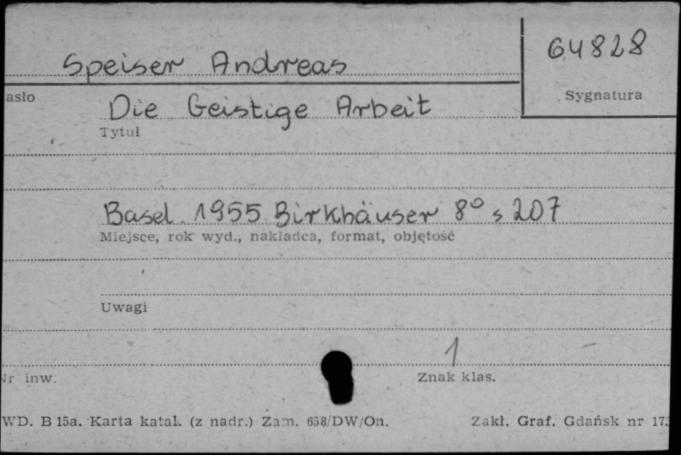 Speiser Andreas
64828
asło
Sygnatura
Die Geistige Arbeit
Tytuł
Basel 1955 Birkhäuser 8° s 207
Miejsce, rok wyd., nakładca, format, objętość
Uwagi
1
Nr inw.
Znak klas.
WD. B 15a. Karta katal. (z nadr.) Zam. 658/DW/On.
Zakł. Graf. Gdańsk nr 173